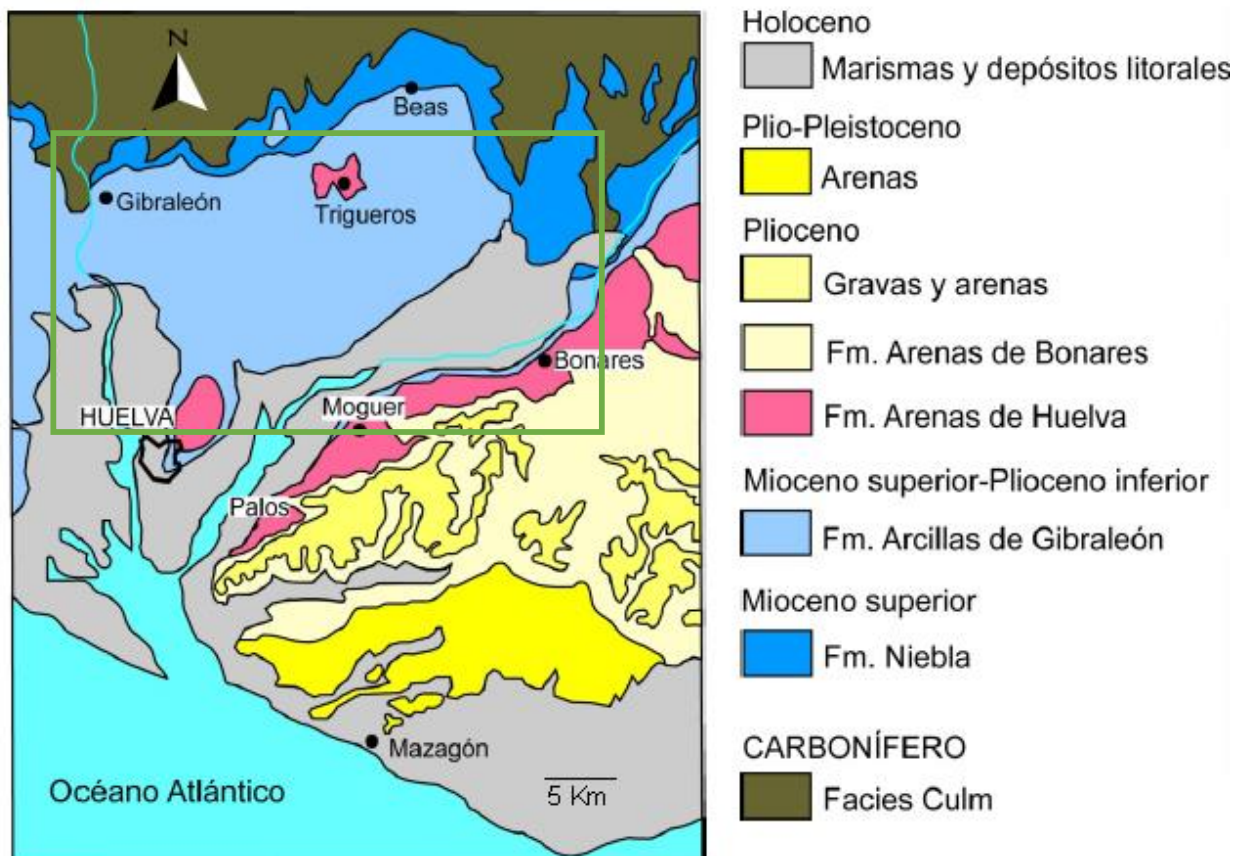 N
Beas
Gibraleón
Trigueros
Bonares
HUELVA
Moguer
Palos
Mazagón
5 Km
Océano Atlántico
Holoceno
Marismas y depósitos litorales
Plio-Pleistoceno
Arenas
Plioceno
Gravas y arenas
Fm. Arenas de Bonares
Fm. Arenas de Huelva
Mioceno superior-Plioceno inferior
Fm. Arcillas de Gibraleón
Mioceno superior
Fm. Niebla
CARBONÍFERO
Facies Culm